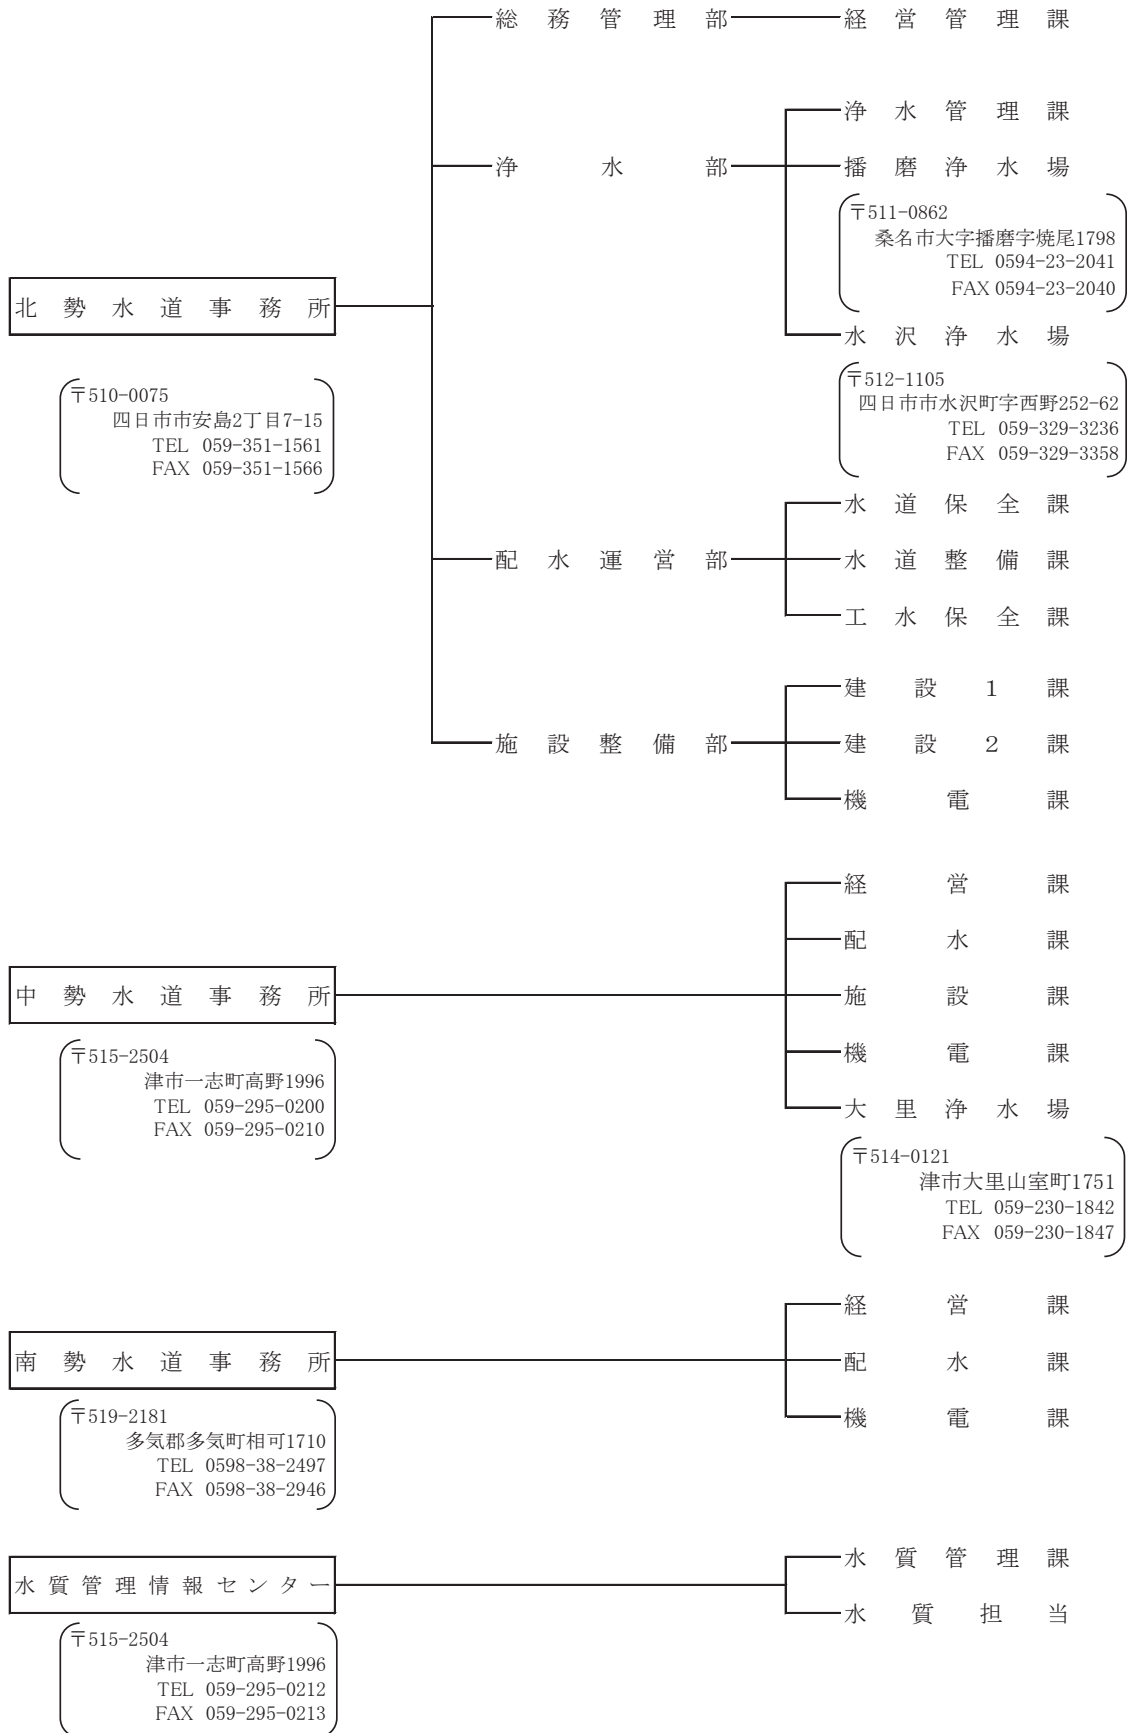 総務管理部
経営管理課
浄水部
浄水管理課
播磨浄水場
〒511-0862
桑名市大字播磨字焼尾1798
TEL 0594-23-2041
FAX 0594-23-2040
水沢浄水場
〒512-1105
四日市市水沢町字西野252-62
TEL 059-329-3236
FAX 059-329-3358
北勢水道事務所
〒510-0075
四日市市安島2丁目7-15
TEL 059-351-1561
FAX 059-351-1566
配水運営部
水道保全課
水道整備課
工水保全課
施設整備部
建設1課
建設2課
機電課
中勢水道事務所
〒515-2504
津市一志町高野1996
TEL 059-295-0200
FAX 059-295-0210
経営課
配水課
施設課
機電課
大里浄水場
〒514-0121
津市大里山室町1751
TEL 059-230-1842
FAX 059-230-1847
南勢水道事務所
〒519-2181
多気郡多気町相可1710
TEL 0598-38-2497
FAX 0598-38-2946
経営課
配水課
機電課
水質管理情報センター
〒515-2504
津市一志町高野1996
TEL 059-295-0212
FAX 059-295-0213
水質管理課
水質担当